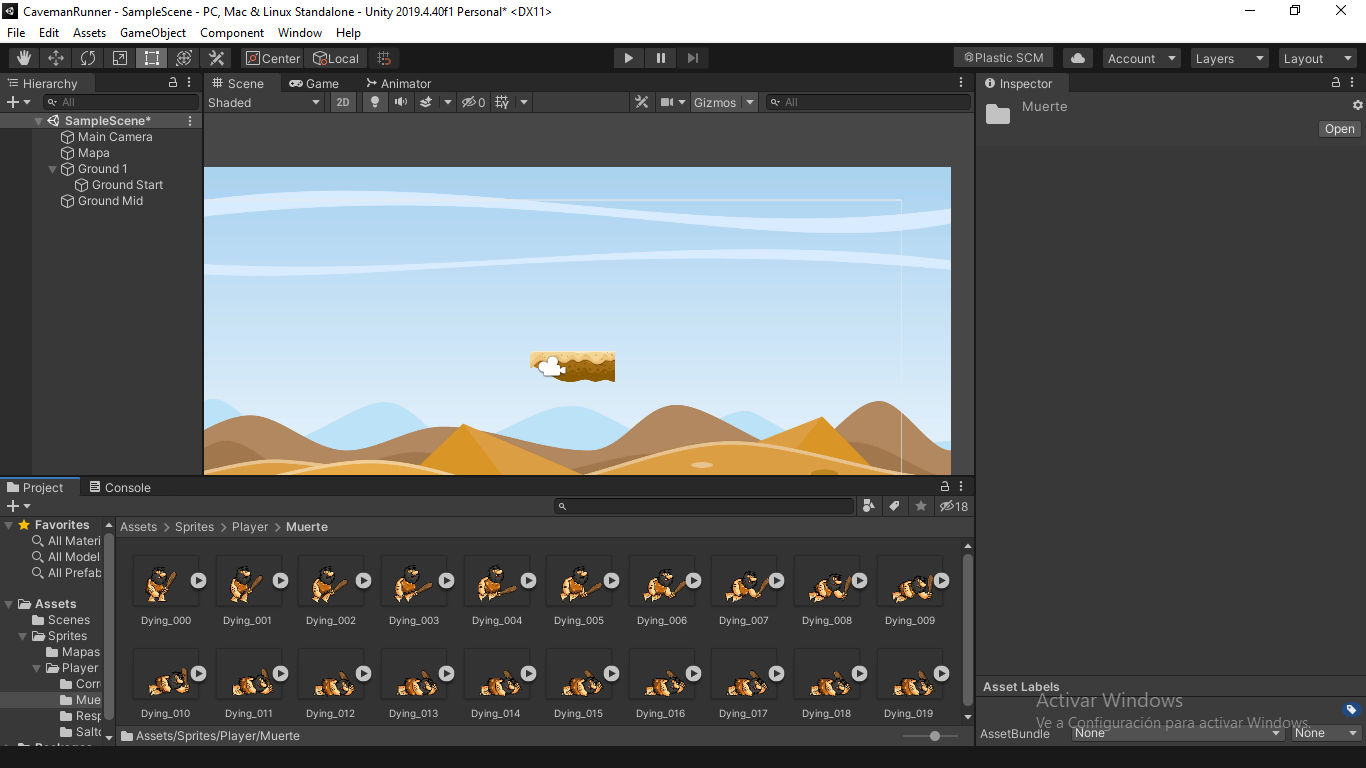 CavemanRunner - SampleScene - PC, Mac & Linux Standalone - Unity 2019.4.40f1 Personal* <DX11>
File Edit Assets GameObject Component Window Help
Center Local Plastic SCM Account Layers Layout
Hierarchy Scene Game Animator Inspector
All Shaded 2D 0 Gizmos All Muerte
SampleScene*
Open
Main Camera
Mapa
Ground 1
Ground Start
Ground Mid
Project Console
18
Favorites Assets > Sprites > Player > Muerte
All Materi
All Model
All Prefab
Assets
Scenes
Dying_000 Dying_001 Dying_002 Dying_003 Dying_004 Dying_005 Dying_006 Dying_007 Dying_008 Dying_009
Sprites
Mapas
Player
Corr
Mue
Resp
Salto
Dying_010 Dying_011 Dying_012 Dying_013 Dying_014 Dying_015 Dying_016 Dying_017 Dying_018 Dying_019
Packages
Assets/Sprites/Player/Muerte
Asset Labels
Activar Windows
Ve a Configuración para activar Windows.
AssetBundle None None